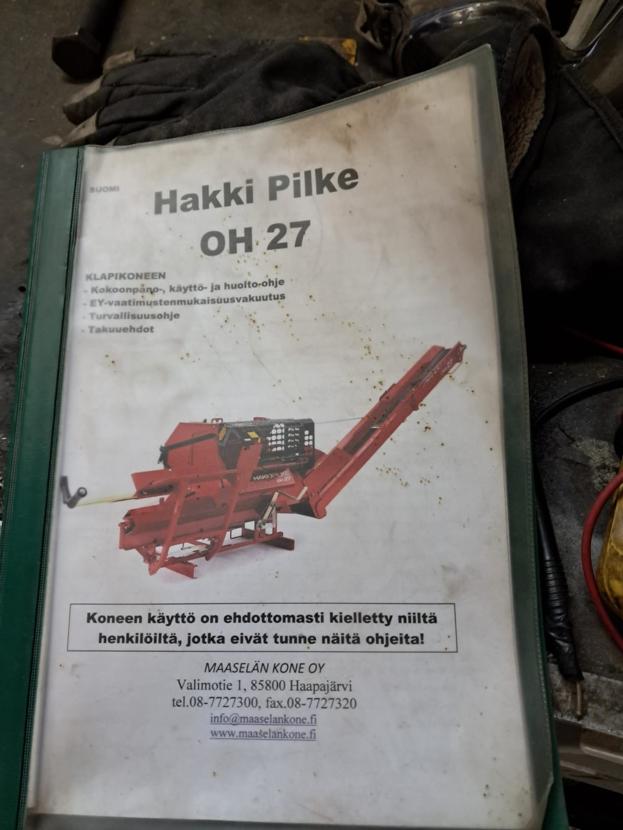 SUOMI
Hakki Pilke
OH 27
KLAPIKONEEN
- Kokoonpano-, käyttö- ja huolto-ohje
- EY-vaatimustenmukaisuusvakuutus
- Turvallisuusohje
- Takuuehdot
Koneen käyttö on ehdottomasti kielletty niiltä
henkilöiltä, jotka eivät tunne näitä ohjeita!
MAASELÄN KONE OY
Valimotie 1, 85800 Haapajärvi
tel.08-7727300, fax.08-7727320
info@maaselankone.fi
www.maaselankone.fi